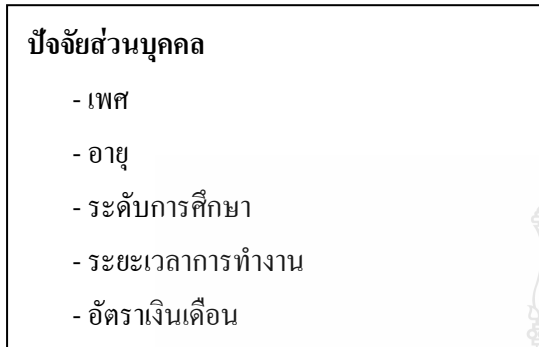 ปัจจัยส่วนบุคคล
- เพศ
- อายุ
- ระดับการศึกษา
- ระยะเวลาการทำงาน
- อัตราเงินเดือน